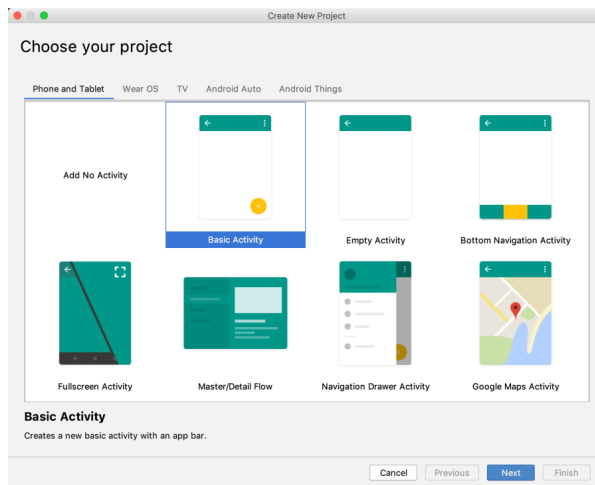 Create New Project
Choose your project
Phone and Tablet Wear OS TV Android Auto Android Things
Add No Activity
Basic Activity Empty Activity Bottom Navigation Activity
Fullscreen Activity Master/Detail Flow Navigation Drawer Activity Google Maps Activity
Basic Activity
Creates a new basic activity with an app bar.
Cancel Previous Next Finish